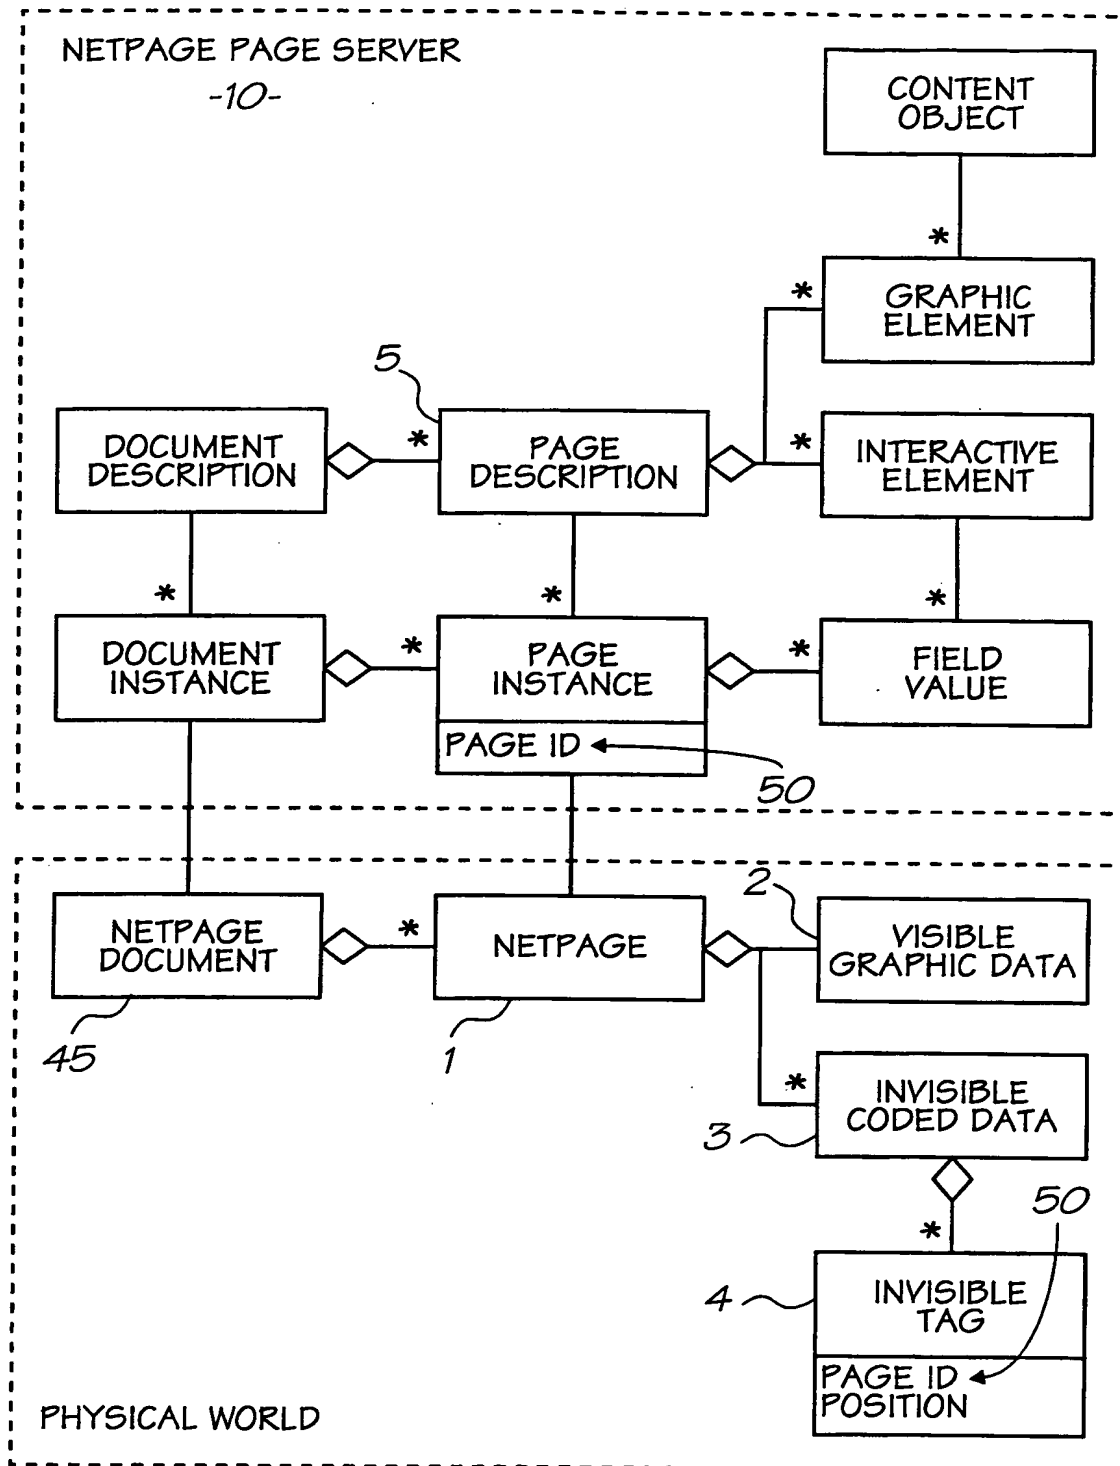 NETPAGE PAGE SERVER
-10-
CONTENT
OBJECT
*
GRAPHIC
ELEMENT
*
5
DOCUMENT
DESCRIPTION
*
PAGE
DESCRIPTION
*
INTERACTIVE
ELEMENT
*
*
*
DOCUMENT
INSTANCE
*
PAGE
INSTANCE
*
FIELD
VALUE
PAGE ID
50
2
NETPAGE
DOCUMENT
*
NETPAGE
VISIBLE
GRAPHIC DATA
45
1
*
INVISIBLE
CODED DATA
3
50
*
4
INVISIBLE
TAG
PAGE ID
POSITION
PHYSICAL WORLD